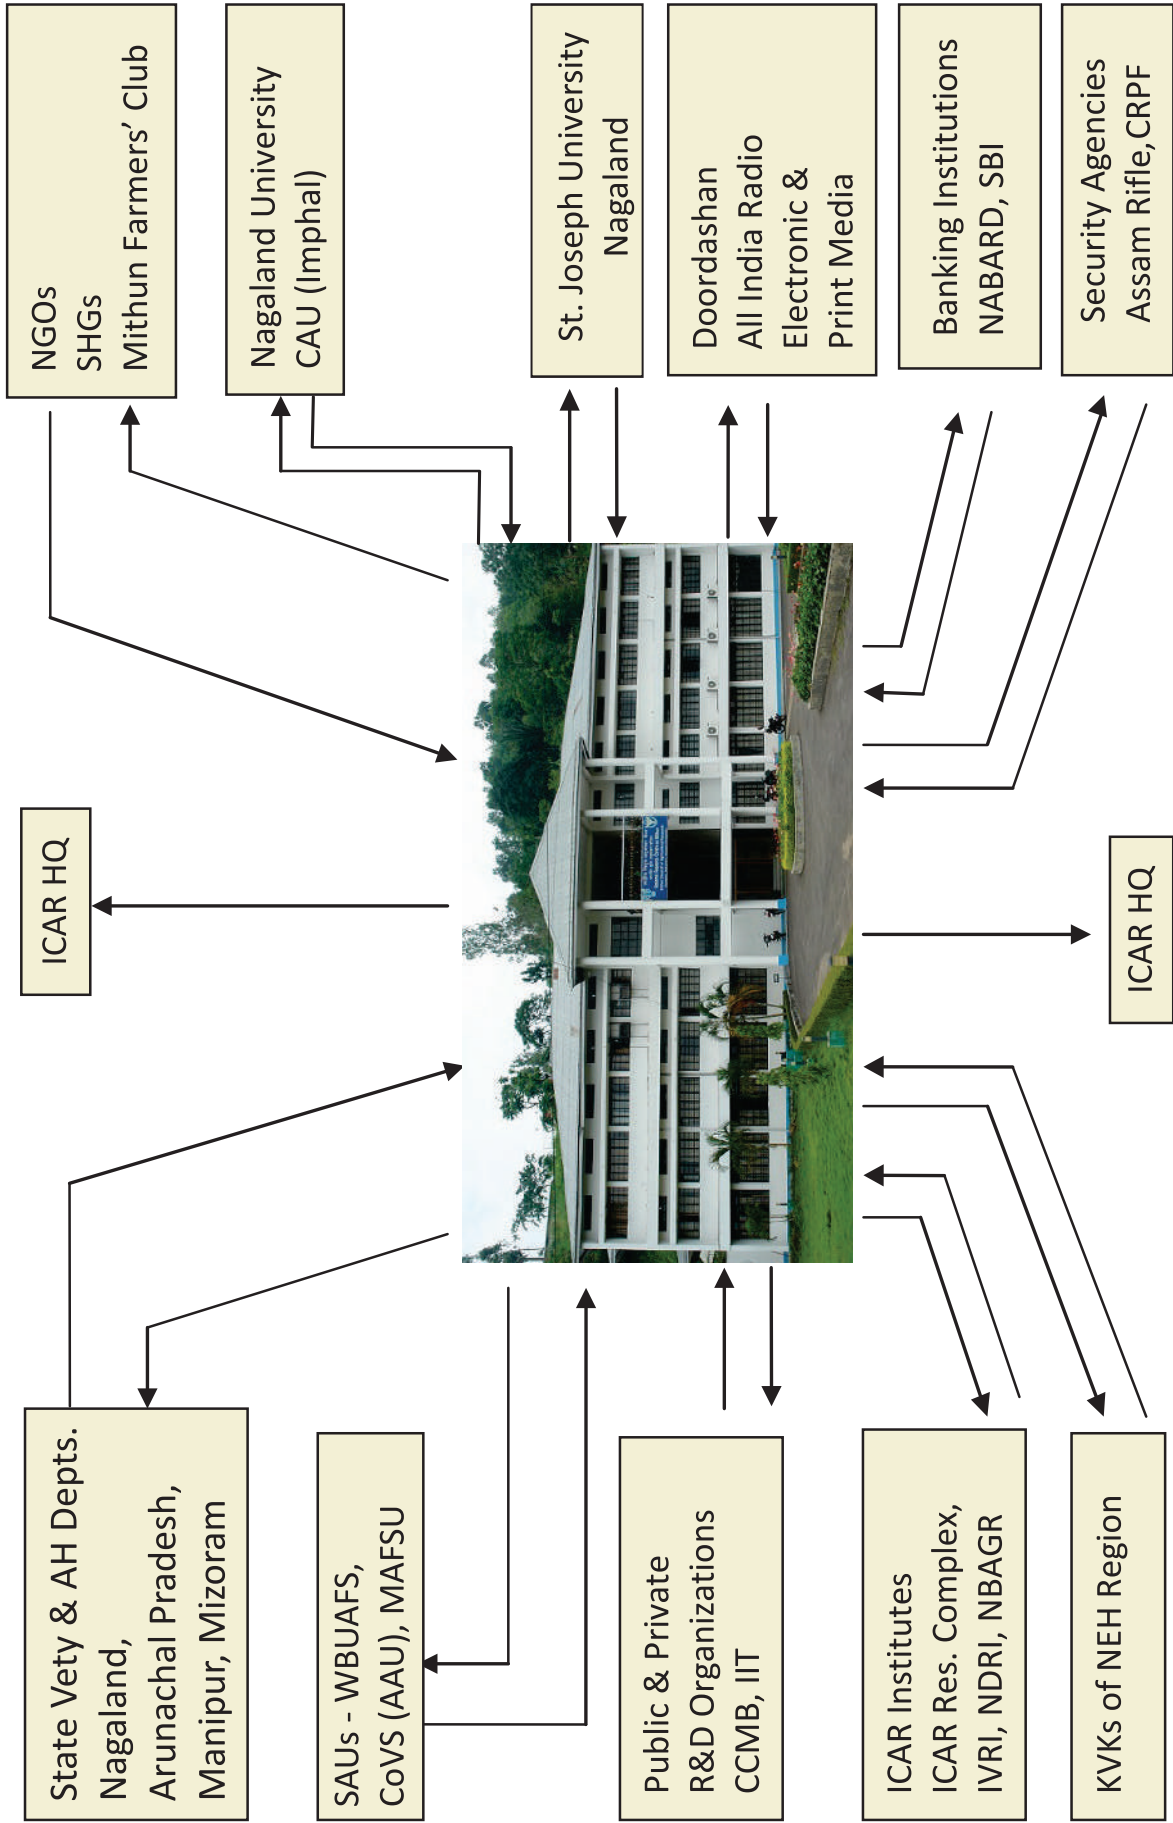 State Vety & AH Depts.
Nagaland,
Arunachal Pradesh,
Manipur, Mizoram
SAUs - WBUAFS,
CoVS (AAU), MAFSU
Public & Private
R&D Organizations
CCMB, IIT
ICAR Institutes
ICAR Res. Complex,
IVRI, NDRI, NBAGR
KVKs of NEH Region
ICAR HQ
ICAR HQ
NGOs
SHGs
Mithun Farmers’ Club
Nagaland University
CAU (Imphal)
St. Joseph University
Nagaland
Doordashan
All India Radio
Electronic &
Print Media
Banking Institutions
NABARD, SBI
Security Agencies
Assam Rifle,CRPF